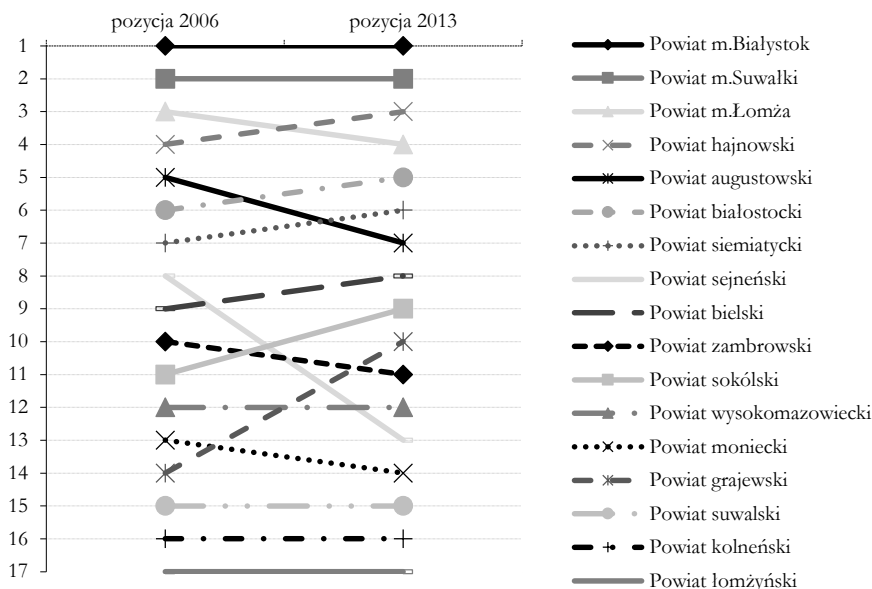 pozycja 2006 pozycja 2013
1
2
3
4
5
6
7
8
9
10
11
12
13
14
15
16
17
Powiat m.Białystok
Powiat m.Suwałki
Powiat m.Łomża
Powiat hajnowski
Powiat augustowski
Powiat białostocki
Powiat siemiatycki
Powiat sejneński
Powiat bielski
Powiat zambrowski
Powiat sokólski
Powiat wysokomazowiecki
Powiat moniecki
Powiat grajewski
Powiat suwalski
Powiat kolneński
Powiat łomżyński